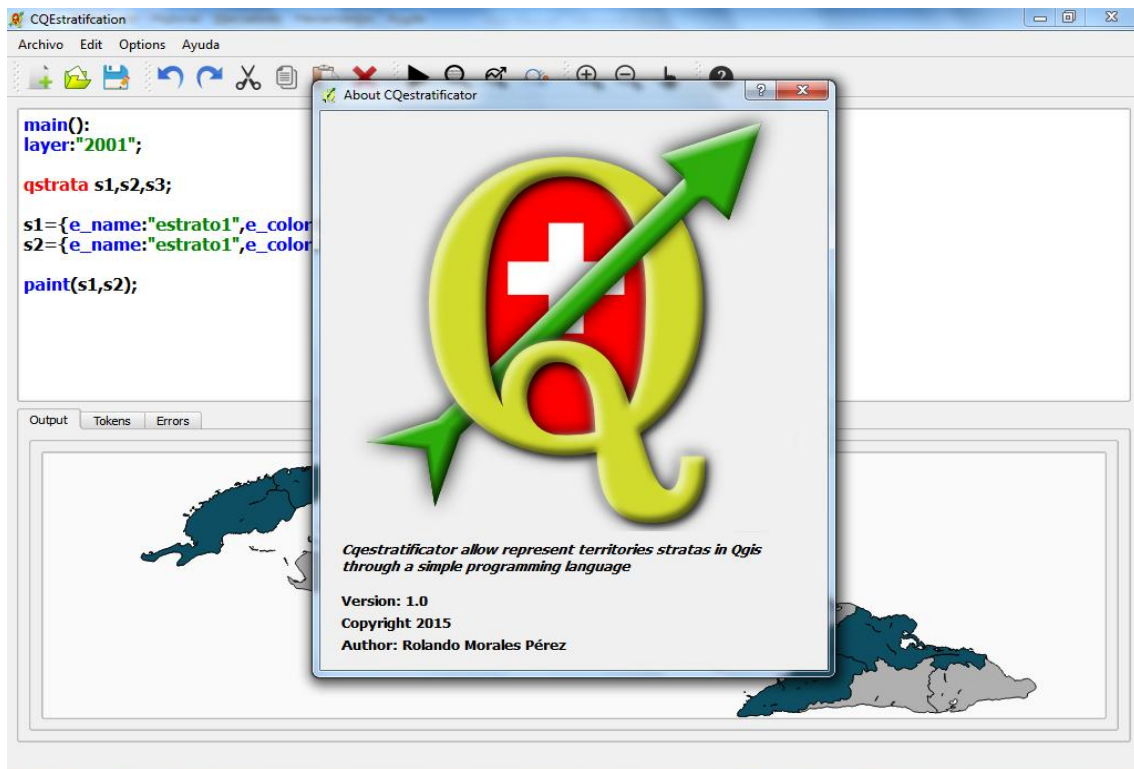 CQEstratifcation
Archivo Edit Options Ayuda
About CQestratificator
main():
layer:"2001";
qstrata s1,s2,s3;
s1={e_name:"estrato1",e_color
s2={e_name:"estrato1",e_color
paint(s1,s2);
Output Tokens Errors
Cqestratificator allow represent territories stratas in Qgis
through a simple programming language
Version: 1.0
Copyright 2015
Author: Rolando Morales Pérez